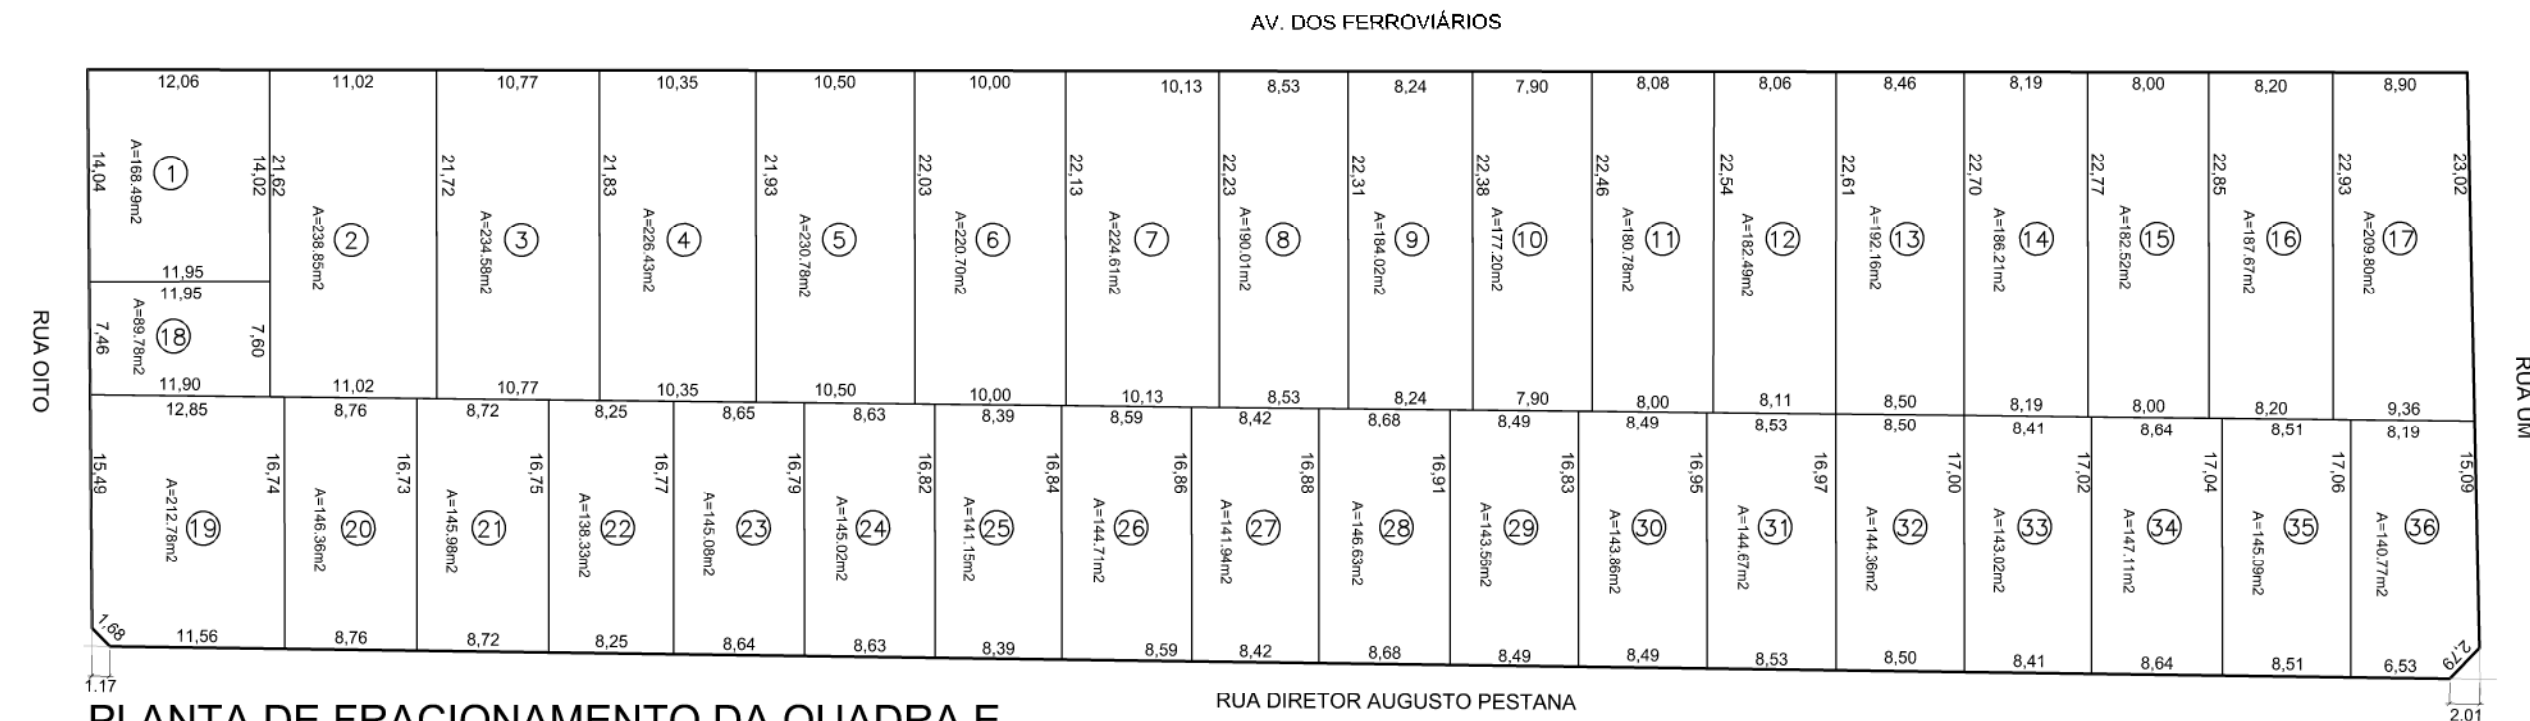 AV. DOS FERROVIÁRIOS
12,06 11,02 10,77 10,35 10,50 10,00 10,13 8,53 8,24 7,90 8,08 8,06 8,46 8,19 8,00 8,20 8,90
14,04 14,02 21,62 21,72 21,83 21,93 22,03 22,13 22,23 22,31 22,38 22,46 22,54 22,61 22,70 22,77 22,85 22,93 23,02
A=168.49m2 1
A=238.85m2 2
A=234.58m2 3
A=226.43m2 4
A=230.78m2 5
A=220.70m2 6
A=224.61m2 7
A=190.01m2 8
A=184.02m2 9
A=177.20m2 10
A=180.78m2 11
A=182.49m2 12
A=192.16m2 13
A=186.21m2 14
A=182.52m2 15
A=187.67m2 16
A=209.80m2 17
11,95
11,95
RUA OITO
7,46 A=89.78m2 18 7,60
RUA UM
11,90 11,02 10,77 10,35 10,50 10,00 10,13 8,53 8,24 7,90 8,00 8,11 8,50 8,19 8,00 8,20 9,36
12,85 8,76 8,72 8,25 8,65 8,63 8,39 8,59 8,42 8,68 8,49 8,49 8,53 8,50 8,41 8,64 8,51 8,19
15,49 16,74 16,73 16,75 16,77 16,79 16,82 16,84 16,86 16,88 16,91 16,83 16,95 16,97 17,00 17,02 17,04 17,06 15,09
A=212.78m2 19
A=146.36m2 20
A=145.98m2 21
A=138.33m2 22
A=145.08m2 23
A=145.02m2 24
A=141.15m2 25
A=144.71m2 26
A=141.94m2 27
A=146.63m2 28
A=143.56m2 29
A=143.86m2 30
A=144.67m2 31
A=144.36m2 32
A=143.02m2 33
A=147.11m2 34
A=145.09m2 35
A=140.77m2 36
1,68 11,56 8,76 8,72 8,25 8,64 8,63 8,39 8,59 8,42 8,68 8,49 8,49 8,53 8,50 8,41 8,64 8,51 6,53 2,79
1.17
RUA DIRETOR AUGUSTO PESTANA
2.01
PLANTA DE FRACIONAMENTO DA QUADRA E